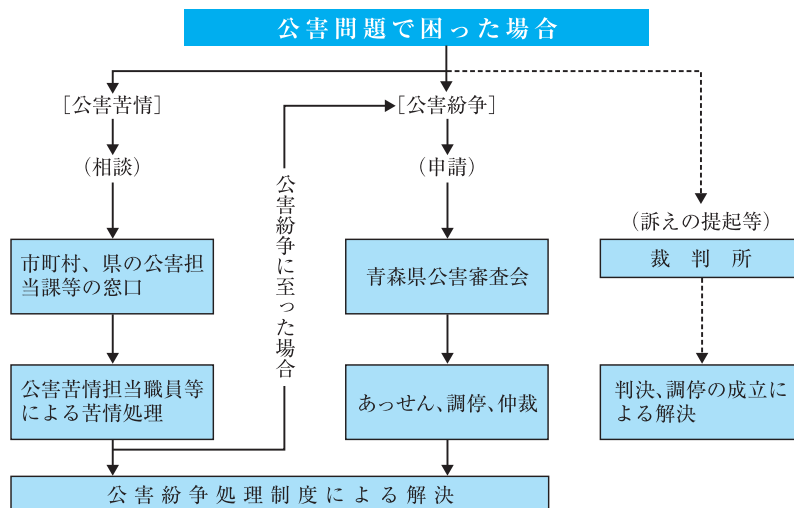 公害問題で困った場合
［公害苦情］
（相談）
市町村、県の公害担
当課等の窓口
公害苦情担当職員等
による苦情処理
公害紛争に至った場合
［公害紛争］
（申請）
青森県公害審査会
あっせん、調停、仲裁
公害紛争処理制度による解決
（訴えの提起等）
裁判所
判決、調停の成立に
よる解決